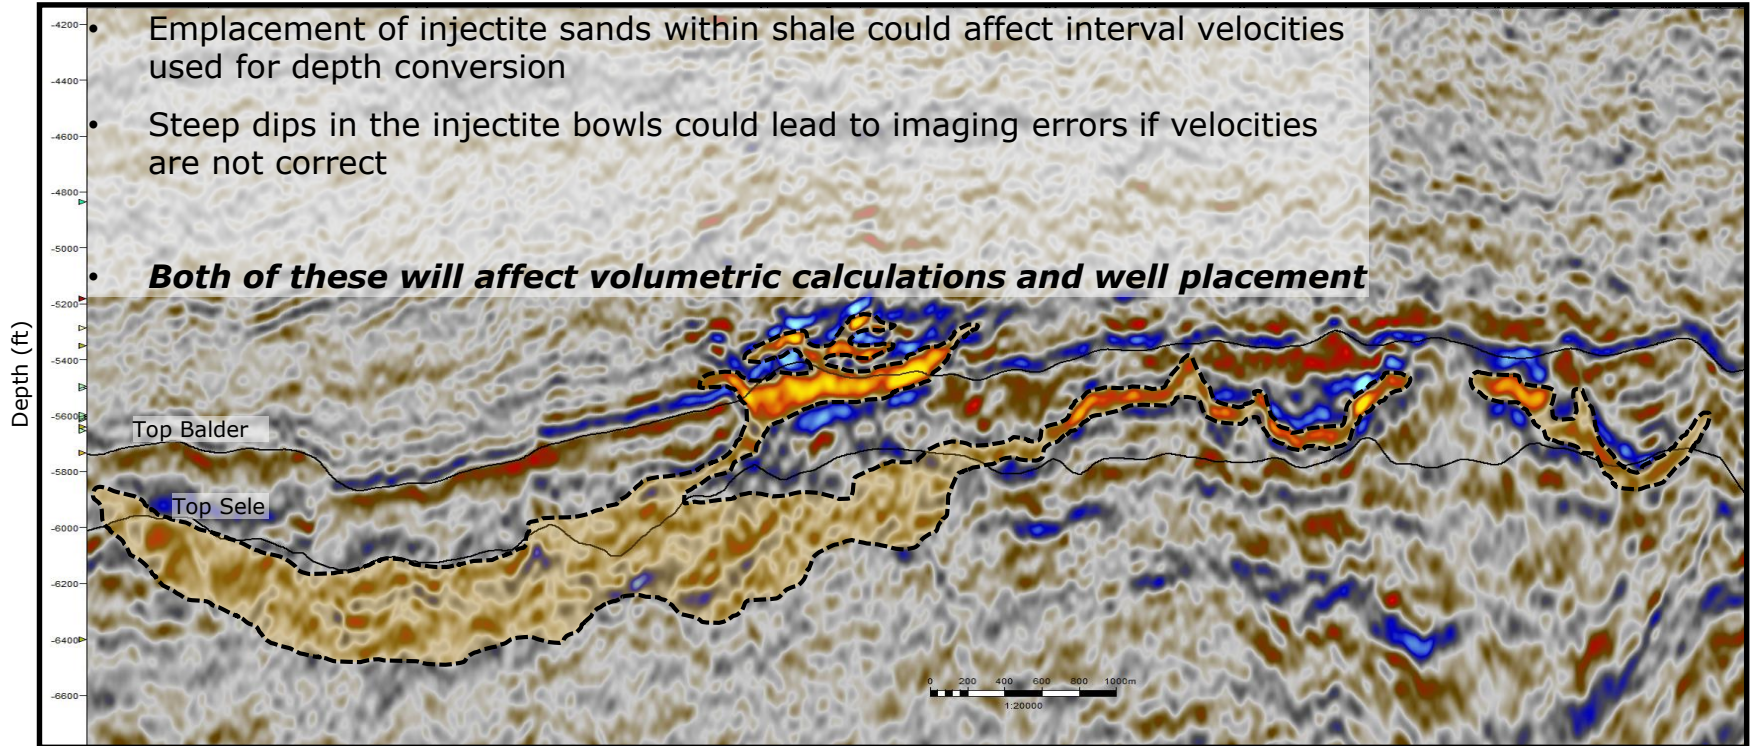 • Emplacement of injectite sands within shale could affect interval velocities
used for depth conversion
• Steep dips in the injectite bowls could lead to imaging errors if velocities
are not correct
• Both of these will affect volumetric calculations and well placement
Depth (ft)
-4200
-4400
-4600
-4800
-5000
-5200
-5400
-5600
-5800
-6000
-6200
-6400
-6600
Top Balder
Top Sele
0 200 400 600 800 1000m
1:20000